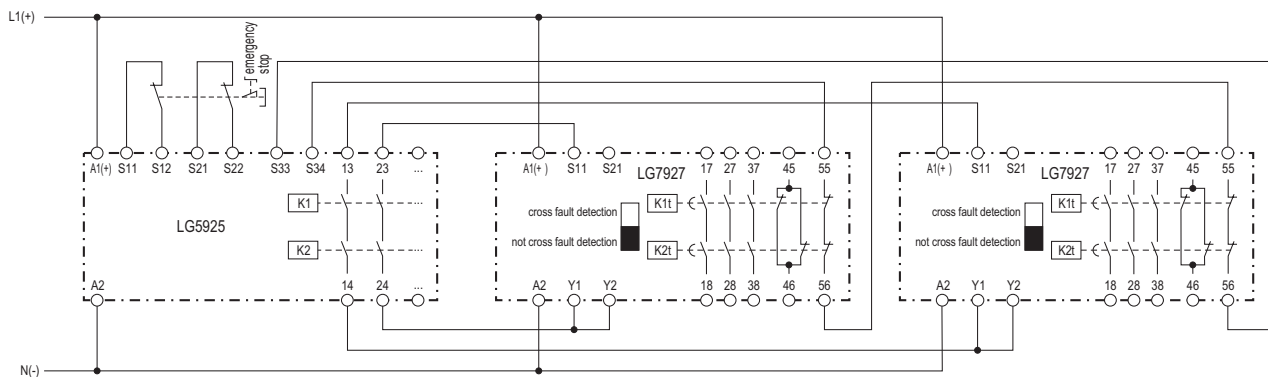 L1(+)
emergency
stop
A1(+) S11 S12 S21 S22 S33 S34 13 23 ...
A1(+ ) S11 S21 17 27 37 45 55
A1(+ ) S11 S21 17 27 37 45 55
LG7927
LG7927
K1 ...
cross fault detection K1t
cross fault detection K1t
LG5925
not cross fault detection K2t
not cross fault detection K2t
K2 ...
A2 14 24 ...
A2 Y1 Y2 18 28 38 46 56
A2 Y1 Y2 18 28 38 46 56
N(-)